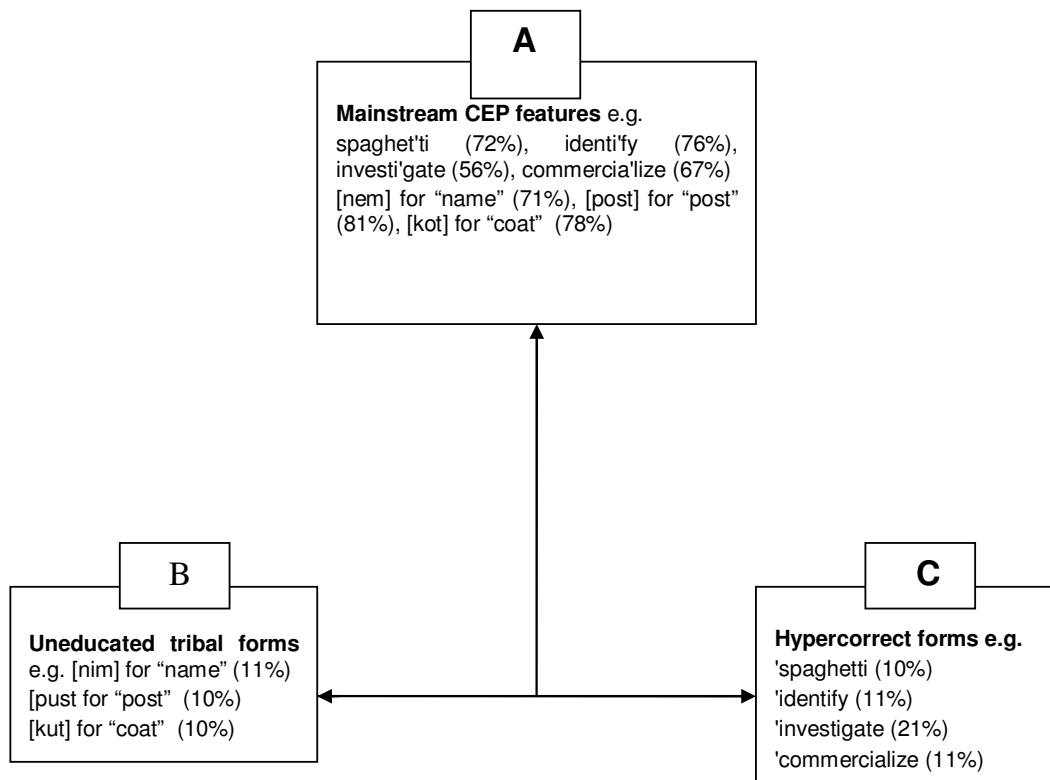 A
Mainstream CEP features e.g.
spaghet'ti (72%), identi'fy (76%),
investi'gate (56%), commercia'lize (67%)
[nem] for “name” (71%), [post] for “post”
(81%), [kot] for “coat” (78%)
B
Uneducated tribal forms
e.g. [nim] for “name” (11%)
[pust for “post” (10%)
[kut] for “coat” (10%)
C
Hypercorrect forms e.g.
'spaghetti (10%)
'identify (11%)
'investigate (21%)
'commercialize (11%)